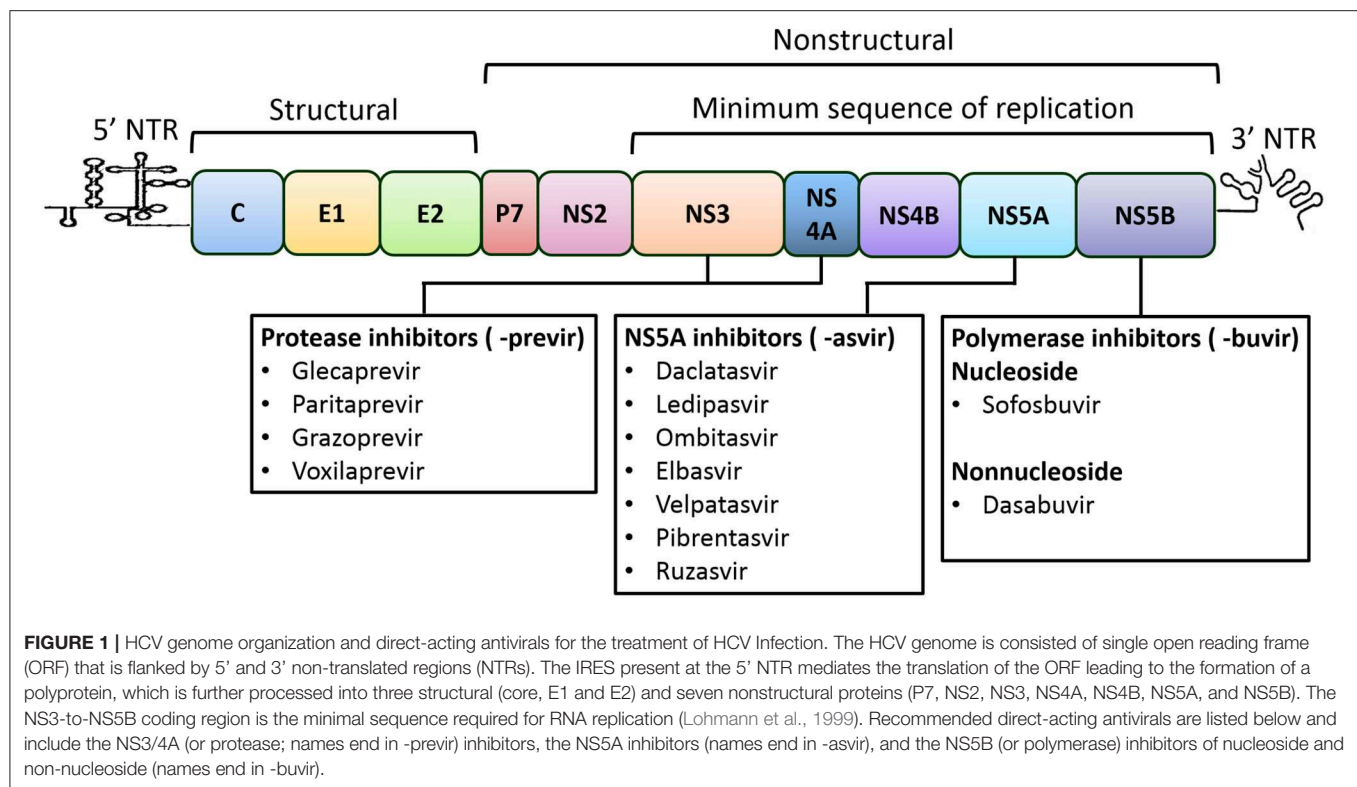 Nonstructural
Structural
Minimum sequence of replication
5’ NTR
3’ NTR
C
E1
E2
P7
NS2
NS3
NS
4A
NS4B
NS5A
NS5B
Protease inhibitors ( -previr)
• Glecaprevir
• Paritaprevir
• Grazoprevir
• Voxilaprevir
NS5A inhibitors (-asvir)
• Daclatasvir
• Ledipasvir
• Ombitasvir
• Elbasvir
• Velpatasvir
• Pibrentasvir
• Ruzasvir
Polymerase inhibitors ( -buvir)
Nucleoside
• Sofosbuvir
Nonnucleoside
• Dasabuvir
FIGURE 1 | HCV genome organization and direct-acting antivirals for the treatment of HCV Infection. The HCV genome is consisted of single open reading frame
(ORF) that is flanked by 5’ and 3’ non-translated regions (NTRs). The IRES present at the 5’ NTR mediates the translation of the ORF leading to the formation of a
polyprotein, which is further processed into three structural (core, E1 and E2) and seven nonstructural proteins (P7, NS2, NS3, NS4A, NS4B, NS5A, and NS5B). The
NS3-to-NS5B coding region is the minimal sequence required for RNA replication (Lohmann et al., 1999). Recommended direct-acting antivirals are listed below and
include the NS3/4A (or protease; names end in -previr) inhibitors, the NS5A inhibitors (names end in -asvir), and the NS5B (or polymerase) inhibitors of nucleoside and
non-nucleoside (names end in -buvir).